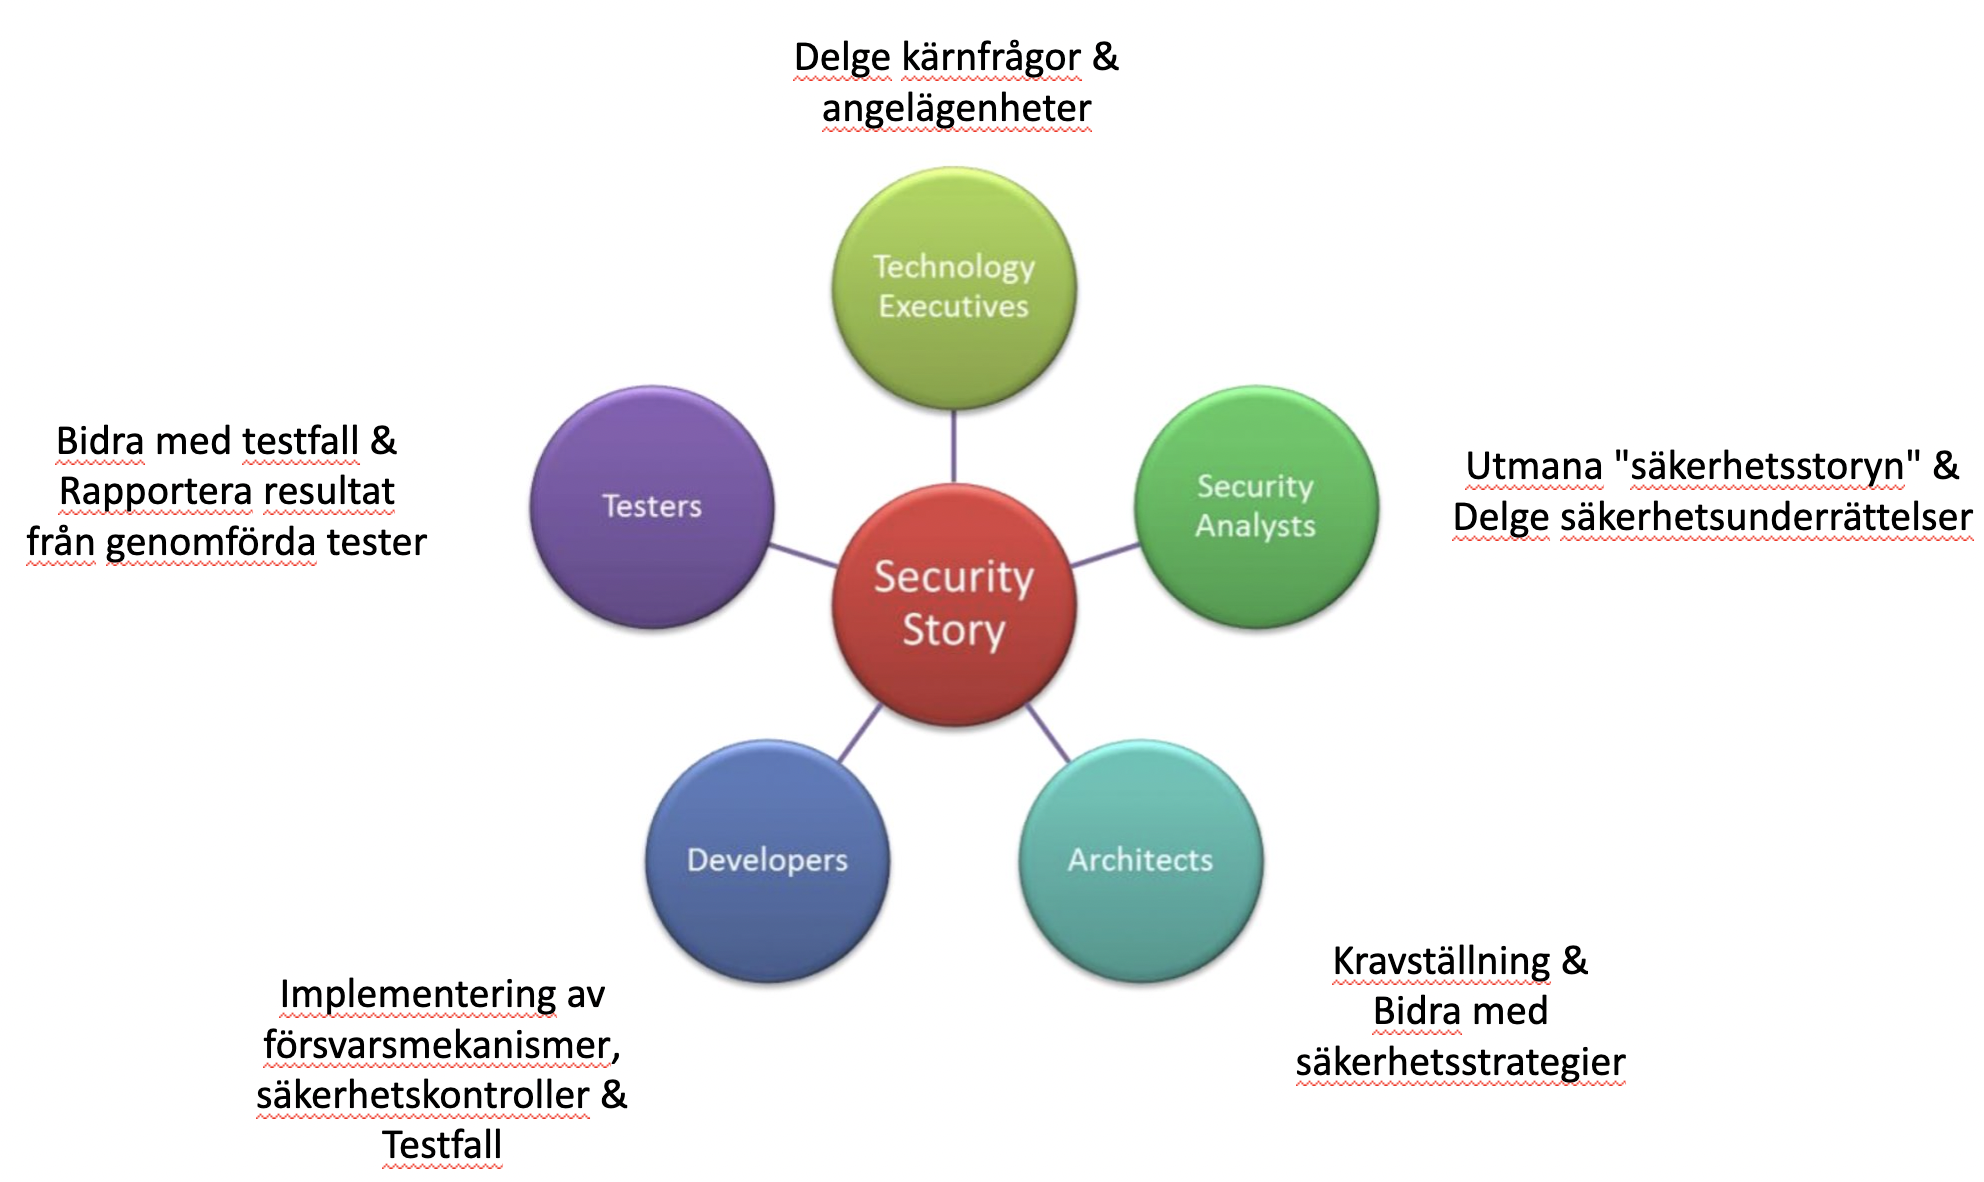 Delge kärnfrågor &
angelägenheter
Technology
Executives
Bidra med testfall &
Rapportera resultat
från genomförda tester
Testers
Security
Analysts
Utmana "säkerhetsstoryn" &
Delge säkerhetsunderrättelser
Security
Story
Developers
Architects
Implementering av
försvarsmekanismer,
säkerhetskontroller &
Testfall
Kravställning &
Bidra med
säkerhetsstrategier